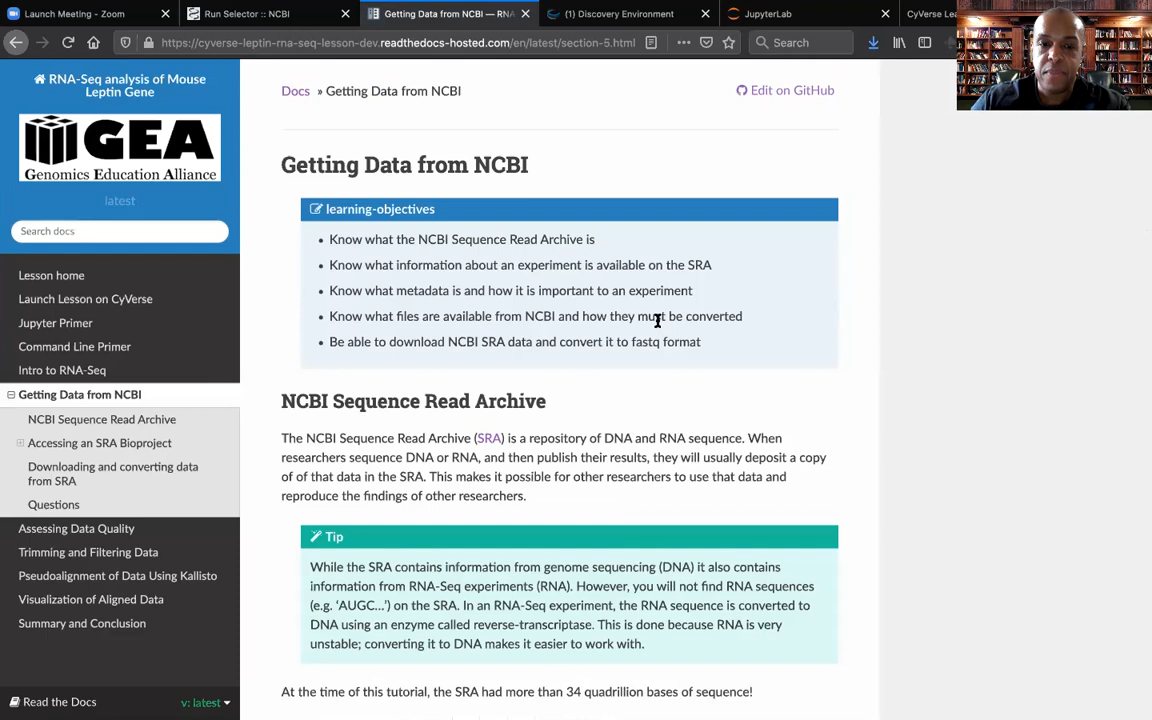 Launch Meeting - Zoom
Run Selector :: NCBI
Getting Data from NCBI — RNA
(1) Discovery Environment
JupyterLab
CyVerse Lea
https://cyverse-leptin-rna-seq-lesson-dev.readthedocs-hosted.com/en/latest/section-5.html
Search
RNA-Seq analysis of Mouse
Leptin Gene
GEA
Genomics Education Alliance
latest
Search docs
Lesson home
Launch Lesson on CyVerse
Jupyter Primer
Command Line Primer
Intro to RNA-Seq
Getting Data from NCBI
NCBI Sequence Read Archive
Accessing an SRA Bioproject
Downloading and converting data
from SRA
Questions
Assessing Data Quality
Trimming and Filtering Data
Pseudoalignment of Data Using Kallisto
Visualization of Aligned Data
Summary and Conclusion
Read the Docs
v: latest
Docs » Getting Data from NCBI
Edit on GitHub
Getting Data from NCBI
learning-objectives
• Know what the NCBI Sequence Read Archive is
• Know what information about an experiment is available on the SRA
• Know what metadata is and how it is important to an experiment
• Know what files are available from NCBI and how they must be converted
• Be able to download NCBI SRA data and convert it to fastq format
NCBI Sequence Read Archive
The NCBI Sequence Read Archive (SRA) is a repository of DNA and RNA sequence. When
researchers sequence DNA or RNA, and then publish their results, they will usually deposit a copy
of of that data in the SRA. This makes it possible for other researchers to use that data and
reproduce the findings of other researchers.
Tip
While the SRA contains information from genome sequencing (DNA) it also contains
information from RNA-Seq experiments (RNA). However, you will not find RNA sequences
(e.g. ‘AUGC…’) on the SRA. In an RNA-Seq experiment, the RNA sequence is converted to
DNA using an enzyme called reverse-transcriptase. This is done because RNA is very
unstable; converting it to DNA makes it easier to work with.
At the time of this tutorial, the SRA had more than 34 quadrillion bases of sequence!